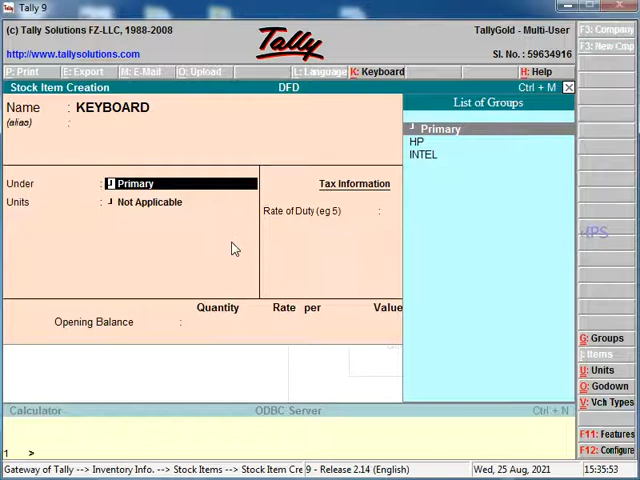 Tally 9
(c) Tally Solutions FZ-LLC, 1988-2008
http://www.tallysolutions.com
Tally
TallyGold - Multi-User
Sl. No. : 59634916
F3: Company
F3: New Cmp
P: Print
E: Export
M: E-Mail
O: Upload
L: Language
K: Keyboard
H: Help
Stock Item Creation
DFD
Ctrl + M
Name : KEYBOARD
(alias) :
List of Groups
Primary
HP
INTEL
Under : Primary
Units : Not Applicable
Tax Information
Rate of Duty (eg 5) :
Quantity Rate per Value
Opening Balance :
G: Groups
I: Items
U: Units
O: Godown
V: Vch Types
F11: Features
F12: Configure
Calculator
ODBC Server
Ctrl + N
1 >
Gateway of Tally --> Inventory Info. --> Stock Items --> Stock Item Cre
9 - Release 2.14 (English)
Wed, 25 Aug, 2021
15:35:53